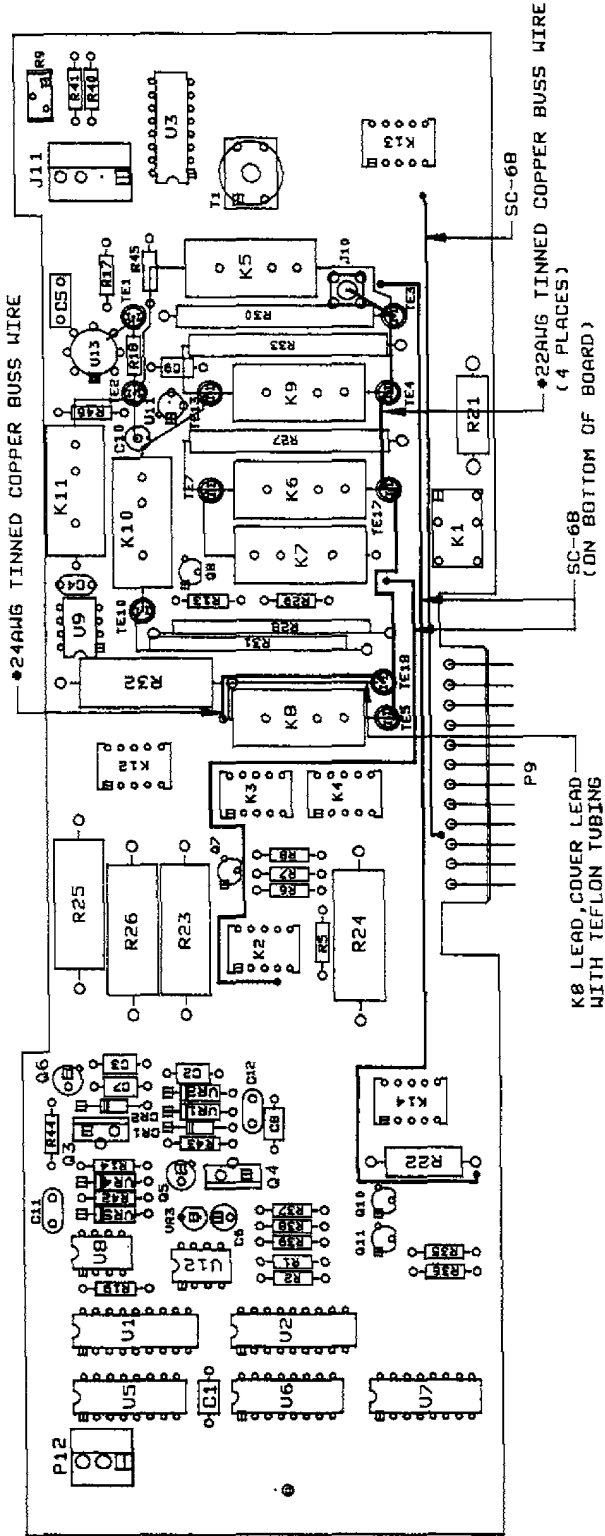 *24AWG TINNED COPPER BUSS WIRE
J11
R9
R41
R40
U3
T1
K13
C5
R17
R45
TE1
K5
J10
U13
R18
TE2
R30
TE3
R33
R46
C9
C10
TE13
K9
TE4
K11
K10
R27
R21
TE7
K6
TE17
K7
K1
Q8
C4
U9
R13
R29
TE10
R28
R31
R32
K8
TE18
TE5
K12
K3
K4
P9
Q7
R8
R7
R6
R25
R26
R23
K2
R5
R24
Q6
C3
C7
CR2
CR1
C2
VR2
VR1
R43
C12
C8
K14
R44
Q3
R14
VR4
R42
C11
Q5
Q4
R22
VR3
C6
R37
R38
R39
R1
R2
Q10
Q11
R35
R36
U8
U12
R19
U1
U2
U5
C1
U6
U7
P12
SC-6B
*22AWG TINNED COPPER BUSS WIRE
(4 PLACES)
SC-6B
(ON BOTTOM OF BOARD)
K8 LEAD,COVER LEAD
WITH TEFLON TUBING